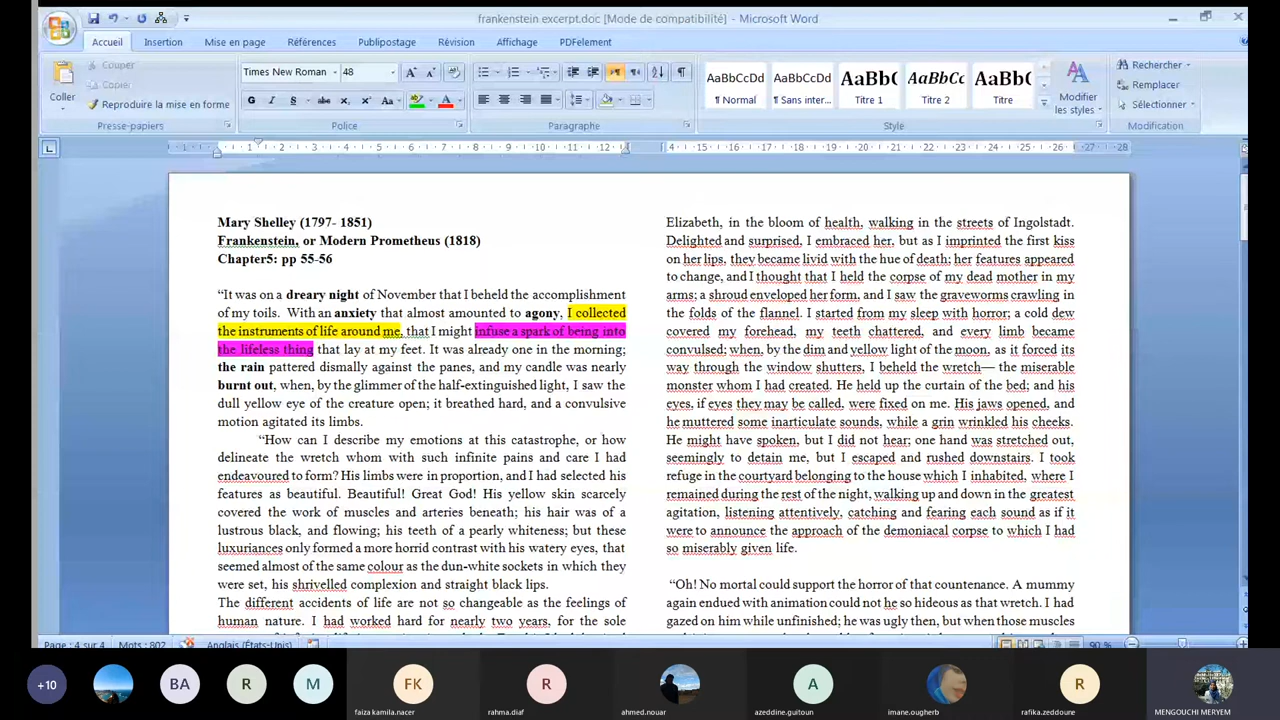 frankenstein excerpt.doc [Mode de compatibilité] - Microsoft Word
Accueil Insertion Mise en page Références Publipostage Révision Affichage PDFelement
Coller
Couper
Copier
Reproduire la mise en forme
Presse-papiers
Times New Roman 48
G I S abc x Aa
Police
Paragraphe
AaBbCcDd AaBbCcDd AaBbC AaBbCc AaBbC
¶ Normal ¶ Sans inter... Titre 1 Titre 2 Titre
Style
Modifier
les styles
Rechercher
Remplacer
Sélectionner
Modification
Mary Shelley (1797- 1851)
Frankenstein, or Modern Prometheus (1818)
Chapter5: pp 55-56
“It was on a dreary night of November that I beheld the accomplishment
of my toils. With an anxiety that almost amounted to agony, I collected
the instruments of life around me, that I might infuse a spark of being into
the lifeless thing that lay at my feet. It was already one in the morning;
the rain pattered dismally against the panes, and my candle was nearly
burnt out, when, by the glimmer of the half-extinguished light, I saw the
dull yellow eye of the creature open; it breathed hard, and a convulsive
motion agitated its limbs.
“How can I describe my emotions at this catastrophe, or how
delineate the wretch whom with such infinite pains and care I had
endeavoured to form? His limbs were in proportion, and I had selected his
features as beautiful. Beautiful! Great God! His yellow skin scarcely
covered the work of muscles and arteries beneath; his hair was of a
lustrous black, and flowing; his teeth of a pearly whiteness; but these
luxuriances only formed a more horrid contrast with his watery eyes, that
seemed almost of the same colour as the dun-white sockets in which they
were set, his shrivelled complexion and straight black lips.
The different accidents of life are not so changeable as the feelings of
human nature. I had worked hard for nearly two years, for the sole
Elizabeth, in the bloom of health, walking in the streets of Ingolstadt.
Delighted and surprised, I embraced her, but as I imprinted the first kiss
on her lips, they became livid with the hue of death; her features appeared
to change, and I thought that I held the corpse of my dead mother in my
arms; a shroud enveloped her form, and I saw the graveworms crawling in
the folds of the flannel. I started from my sleep with horror; a cold dew
covered my forehead, my teeth chattered, and every limb became
convulsed; when, by the dim and yellow light of the moon, as it forced its
way through the window shutters, I beheld the wretch— the miserable
monster whom I had created. He held up the curtain of the bed; and his
eyes, if eyes they may be called, were fixed on me. His jaws opened, and
he muttered some inarticulate sounds, while a grin wrinkled his cheeks.
He might have spoken, but I did not hear; one hand was stretched out,
seemingly to detain me, but I escaped and rushed downstairs. I took
refuge in the courtyard belonging to the house which I inhabited, where I
remained during the rest of the night, walking up and down in the greatest
agitation, listening attentively, catching and fearing each sound as if it
were to announce the approach of the demoniacal corpse to which I had
so miserably given life.
“Oh! No mortal could support the horror of that countenance. A mummy
again endued with animation could not he so hideous as that wretch. I had
gazed on him while unfinished; he was ugly then, but when those muscles
Page : 4 sur 4 Mots : 802 Anglais (États-Unis) 90 %
+10 BA R M FK R A R
faiza kamila.nacer rahma.diaf ahmed.nouar azeddine.guitoun imane.ougherb rafika.zeddoune MENGOUCHI MERYEM